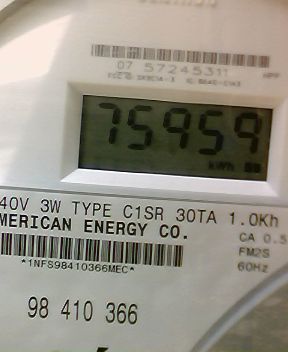 07 57245311
75959
kWh
40V 3W TYPE C1SR 30TA 1.0Kh
MERICAN ENERGY CO.
CA 0.5
FM2S
*1NFS98410366MEC*
60Hz
98 410 366